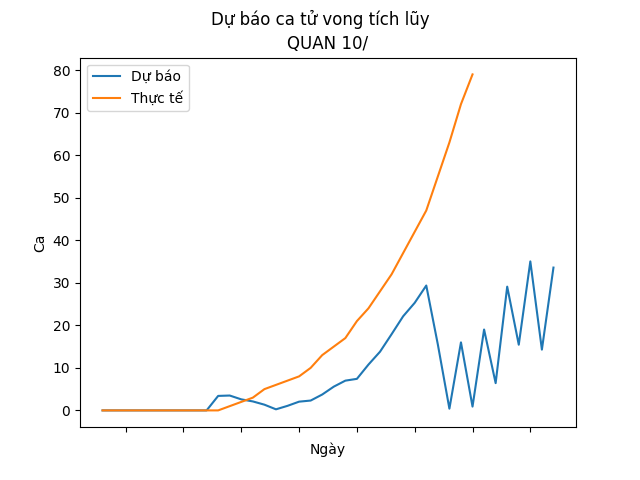 Dự báo ca tử vong tích lũy
QUAN 10/
Dự báo
Thực tế
80
70
60
50
40
30
20
10
0
Ca
Ngày